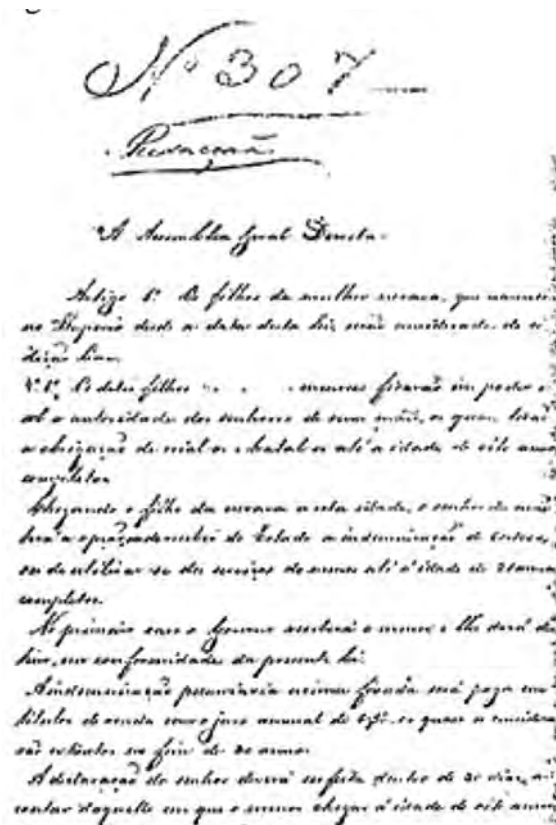 Nº 307
Redacção
A Assemblea Geral Decreta.
Artigo 1º Os filhos da mulher escrava, que nascerem
no Imperio desde a data desta lei, serão considerados de
dição livre.
§ 1º Os ditos filhos menores ficarão em poder e
sob a autoridade dos senhores de suas mães, os quaes terão
a obrigação de crial-os e tratal-os até a idade de oito annos
completos
Chegando o filho da escrava a esta idade, o senhor da mãe
terá a opção de receber do Estado a indemnização de
ou de utilizar-se dos serviços do menor até á idade de 21 annos
completos.
No primeiro caso o Governo receberá o menor e lhe dará
tino, em conformidade da presente lei.
A indemnização pecuniaria acima fixada será paga em
titulos de renda com o juro annual de 6%, os quaes se
rão extinctos no fim de 30 annos.
A declaração do senhor deverá ser feita dentro de 30 dias, a
contar daquelle em que o menor chegar á idade de oito annos